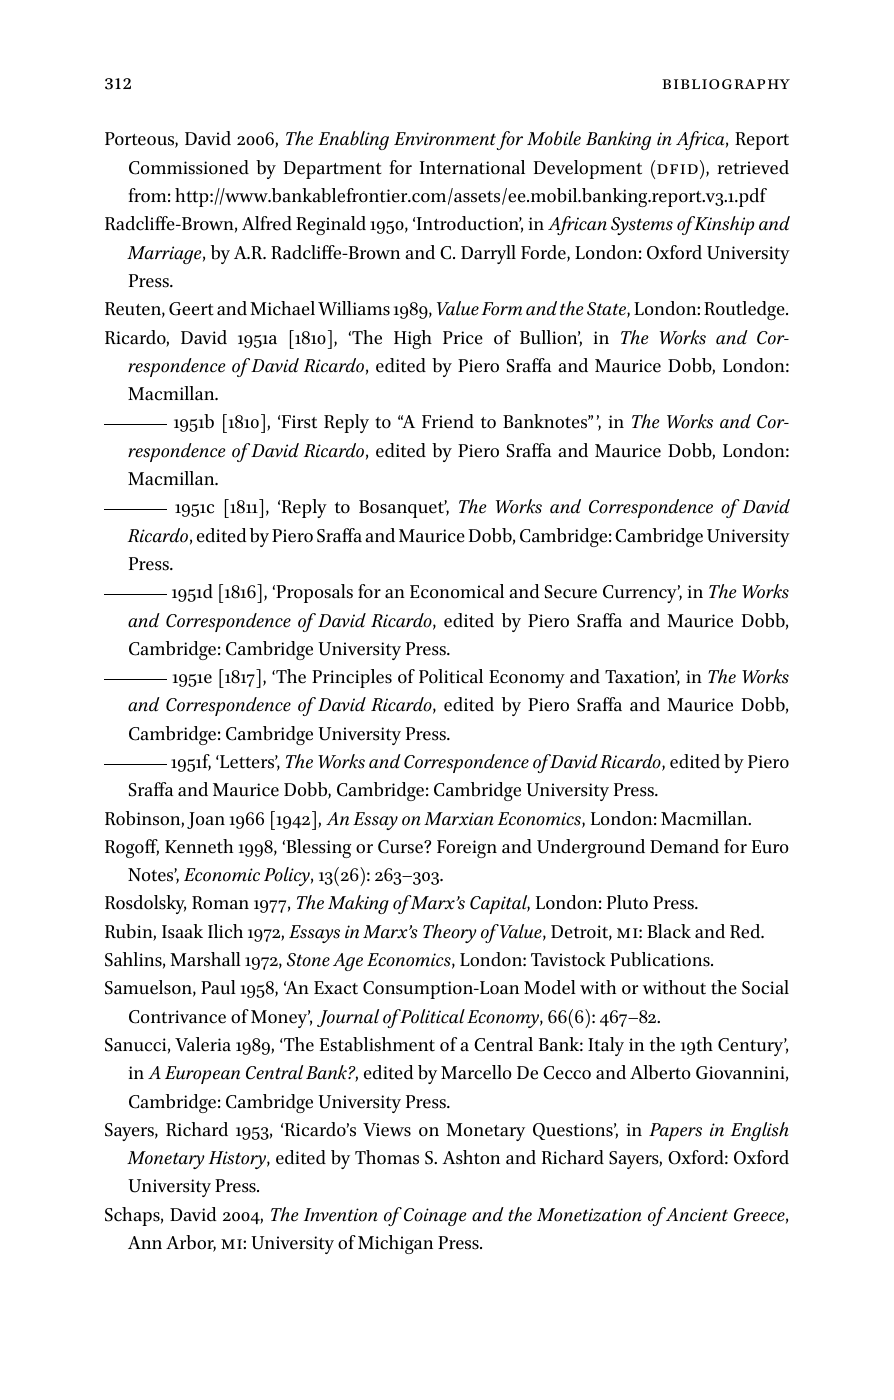 312
BIBLIOGRAPHY
Porteous, David 2006, The Enabling Environment for Mobile Banking in Africa, Report
Commissioned by Department for International Development (DFID), retrieved
from: http://www.bankablefrontier.com/assets/ee.mobil.banking.report.v3.1.pdf
Radcliffe-Brown, Alfred Reginald 1950, ‘Introduction’, in African Systems of Kinship and
Marriage, by A.R. Radcliffe-Brown and C. Darryll Forde, London: Oxford University
Press.
Reuten, Geert and Michael Williams 1989, Value Form and the State, London: Routledge.
Ricardo, David 1951a [1810], ‘The High Price of Bullion’, in The Works and Cor-
respondence of David Ricardo, edited by Piero Sraffa and Maurice Dobb, London:
Macmillan.
——— 1951b [1810], ‘First Reply to “A Friend to Banknotes”’, in The Works and Cor-
respondence of David Ricardo, edited by Piero Sraffa and Maurice Dobb, London:
Macmillan.
——— 1951c [1811], ‘Reply to Bosanquet’, The Works and Correspondence of David
Ricardo, edited by Piero Sraffa and Maurice Dobb, Cambridge: Cambridge University
Press.
——— 1951d [1816], ‘Proposals for an Economical and Secure Currency’, in The Works
and Correspondence of David Ricardo, edited by Piero Sraffa and Maurice Dobb,
Cambridge: Cambridge University Press.
——— 1951e [1817], ‘The Principles of Political Economy and Taxation’, in The Works
and Correspondence of David Ricardo, edited by Piero Sraffa and Maurice Dobb,
Cambridge: Cambridge University Press.
——— 1951f, ‘Letters’, The Works and Correspondence of David Ricardo, edited by Piero
Sraffa and Maurice Dobb, Cambridge: Cambridge University Press.
Robinson, Joan 1966 [1942], An Essay on Marxian Economics, London: Macmillan.
Rogoff, Kenneth 1998, ‘Blessing or Curse? Foreign and Underground Demand for Euro
Notes’, Economic Policy, 13(26): 263–303.
Rosdolsky, Roman 1977, The Making of Marx’s Capital, London: Pluto Press.
Rubin, Isaak Ilich 1972, Essays in Marx’s Theory of Value, Detroit, MI: Black and Red.
Sahlins, Marshall 1972, Stone Age Economics, London: Tavistock Publications.
Samuelson, Paul 1958, ‘An Exact Consumption-Loan Model with or without the Social
Contrivance of Money’, Journal of Political Economy, 66(6): 467–82.
Sanucci, Valeria 1989, ‘The Establishment of a Central Bank: Italy in the 19th Century’,
in A European Central Bank?, edited by Marcello De Cecco and Alberto Giovannini,
Cambridge: Cambridge University Press.
Sayers, Richard 1953, ‘Ricardo’s Views on Monetary Questions’, in Papers in English
Monetary History, edited by Thomas S. Ashton and Richard Sayers, Oxford: Oxford
University Press.
Schaps, David 2004, The Invention of Coinage and the Monetization of Ancient Greece,
Ann Arbor, MI: University of Michigan Press.